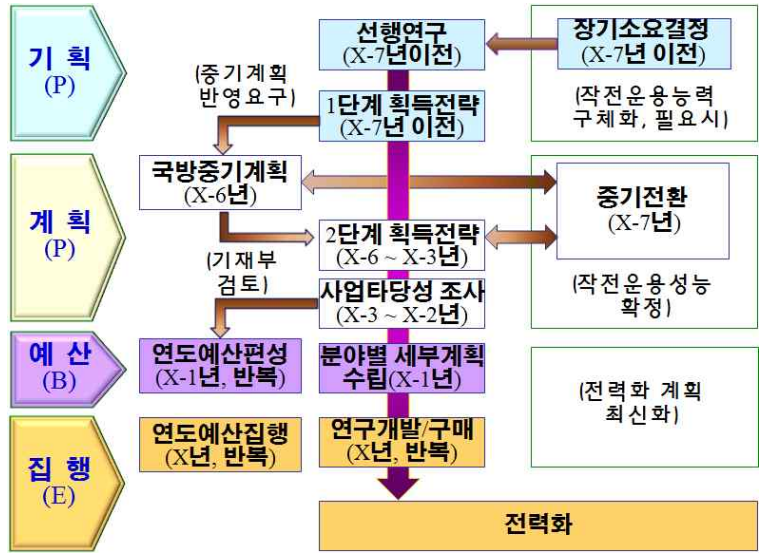 기 획
(P)
선행연구
(X-7년이전)
장기소요결정
(X-7년 이전)
(중기계획
반영요구)
1단계 획득전략
(X-7년 이전)
(작전운용능력
구체화, 필요시)
계 획
(P)
국방중기계획
(X-6년)
중기전환
(X-7년)
2단계 획득전략
(X-6 ~ X-3년)
(기재부
검토)
사업타당성 조사
(X-3 ~ X-2년)
(작전운용성능
확정)
예 산
(B)
연도예산편성
(X-1년, 반복)
분야별 세부계획
수립(X-1년)
(전력화 계획
최신화)
집 행
(E)
연도예산집행
(X년, 반복)
연구개발/구매
(X년, 반복)
전력화